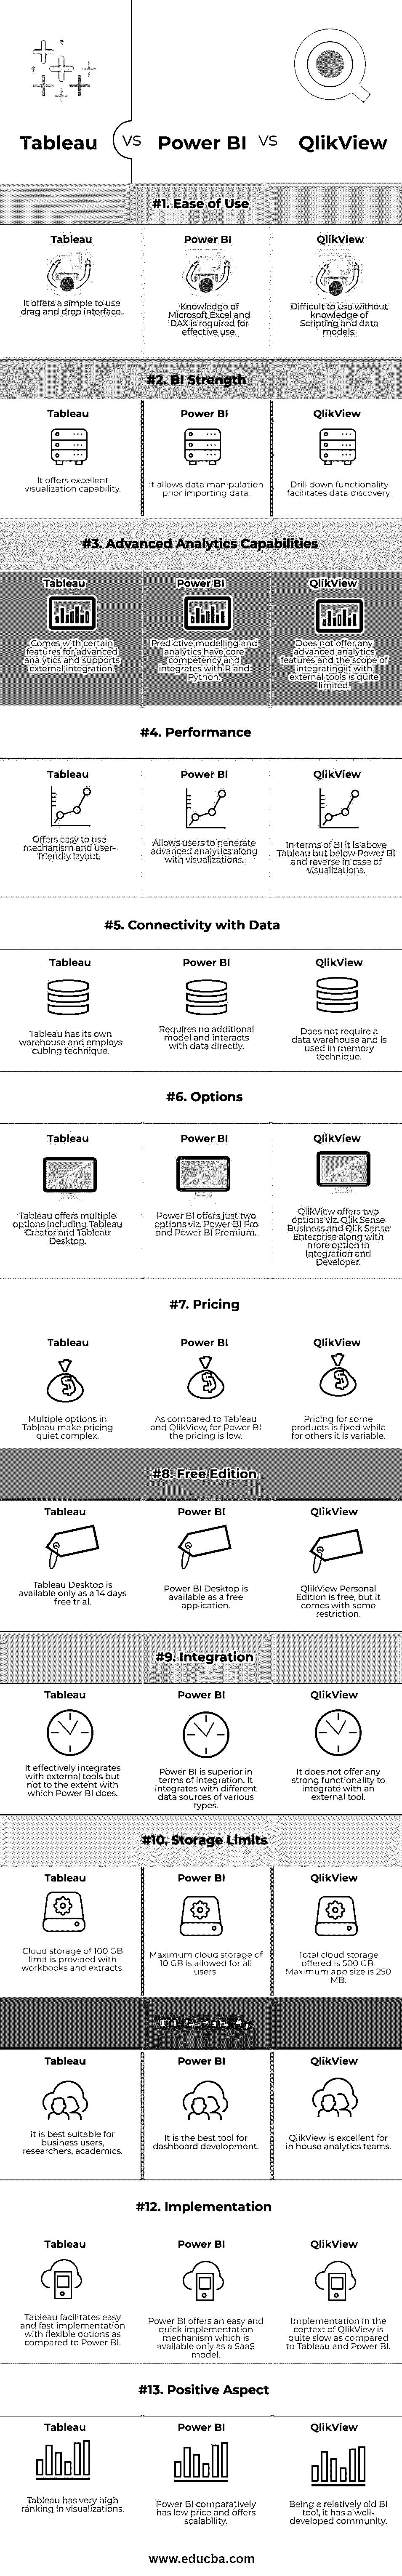 Tableau VS Power BI VS QlikView
#1. Ease of Use
Tableau
It offers a simple to use
drag and drop interface.
Power BI
Knowledge of
Microsoft Excel and
DAX is required for
effective use.
QlikView
Difficult to use without
knowledge of
Scripting and data
models.
#2. BI Strength
Tableau
It offers excellent
visualization capability.
Power BI
It allows data manipulation
prior importing data.
QlikView
Drill down functionality
facilitates data discovery
#3. Advanced Analytics Capabilities
Tableau
Comes with certain
features for advanced
analytics and supports
external integration.
Power BI
Predictive modelling and
analytics have core
competency and
integrates with R and
Python.
QlikView
Does not offer any
advanced analytics
features and the scope of
integrating it with
external tools is quite
limited.
#4. Performance
Tableau
Offers easy to use
mechanism and user-
friendly layout.
Power BI
Allows users to generate
advanced analytics along
with visualizations.
QlikView
In terms of BI it is above
Tableau but below Power BI
and reverse in case of
visualizations.
#5. Connectivity with Data
Tableau
Tableau has its own
warehouse and employs
cubing technique.
Power BI
Requires no additional
model and interacts
with data directly.
QlikView
Does not require a
data warehouse and is
used in memory
technique.
#6. Options
Tableau
Tableau offers multiple
options including Tableau
Creator and Tableau
Desktop.
Power BI
Power BI offers just two
options viz. Power BI Pro
and Power BI Premium.
QlikView
QlikView offers two
options viz. Qlik Sense
Business and Qlik Sense
Enterprise along with
more option in
Integration and
Developer.
#7. Pricing
Tableau
Multiple options in
Tableau make pricing
quiet complex.
Power BI
As compared to Tableau
and QlikView, for Power BI
the pricing is low.
QlikView
Pricing for some
products is fixed while
for others it is variable.
#8. Free Edition
Tableau
Tableau Desktop is
available only as a 14 days
free trial.
Power BI
Power BI Desktop is
available as a free
application.
QlikView
QlikView Personal
Edition is free, but it
comes with some
restriction.
#9. Integration
Tableau
It effectively integrates
with external tools but
not to the extent with
which Power BI does.
Power BI
Power BI is superior in
terms of integration. It
integrates with different
data sources of various
types.
QlikView
It does not offer any
strong functionality to
integrate with an
external tool.
#10. Storage Limits
Tableau
Cloud storage of 100 GB
limit is provided with
workbooks and extracts.
Power BI
Maximum cloud storage of
10 GB is allowed for all
users.
QlikView
Total cloud storage
offered is 500 GB.
Maximum app size is 250
MB.
#11. Suitability
Tableau
It is best suitable for
business users,
researchers, academics.
Power BI
It is the best tool for
dashboard development.
QlikView
QlikView is excellent for
in house analytics teams.
#12. Implementation
Tableau
Tableau facilitates easy
and fast implementation
with flexible options as
compared to Power BI.
Power BI
Power BI offers an easy and
quick implementation
mechanism which is
available only as a SaaS
model.
QlikView
Implementation in the
context of QlikView is
quite slow as compared
to Tableau and Power BI.
#13. Positive Aspect
Tableau
Tableau has very high
ranking in visualizations.
Power BI
Power BI comparatively
has low price and offers
scalability.
QlikView
Being a relatively old BI
tool, it has a well-
developed community.
www.educba.com